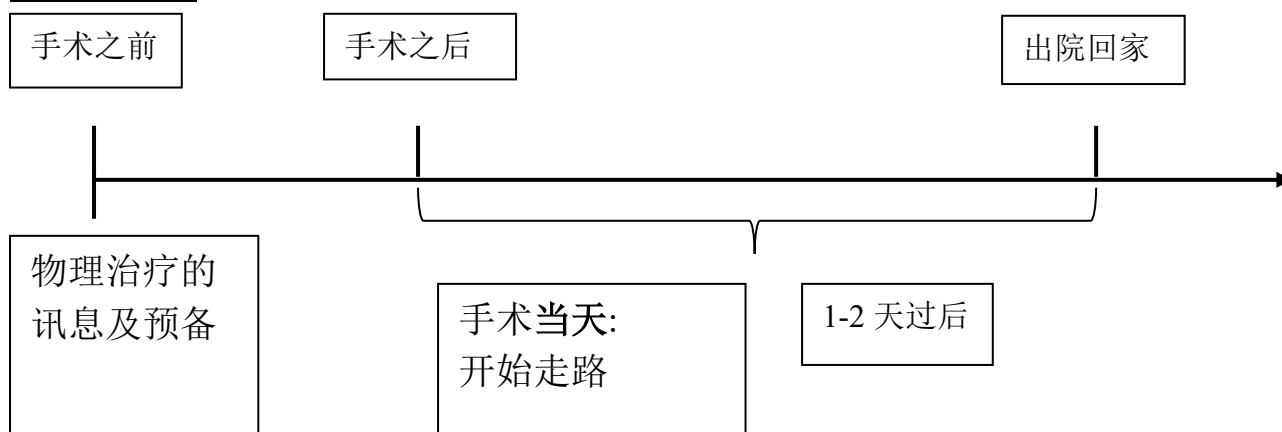 手术之前
手术之后
出院回家
物理治疗的
讯息及预备
手术当天:
开始走路
1-2 天过后